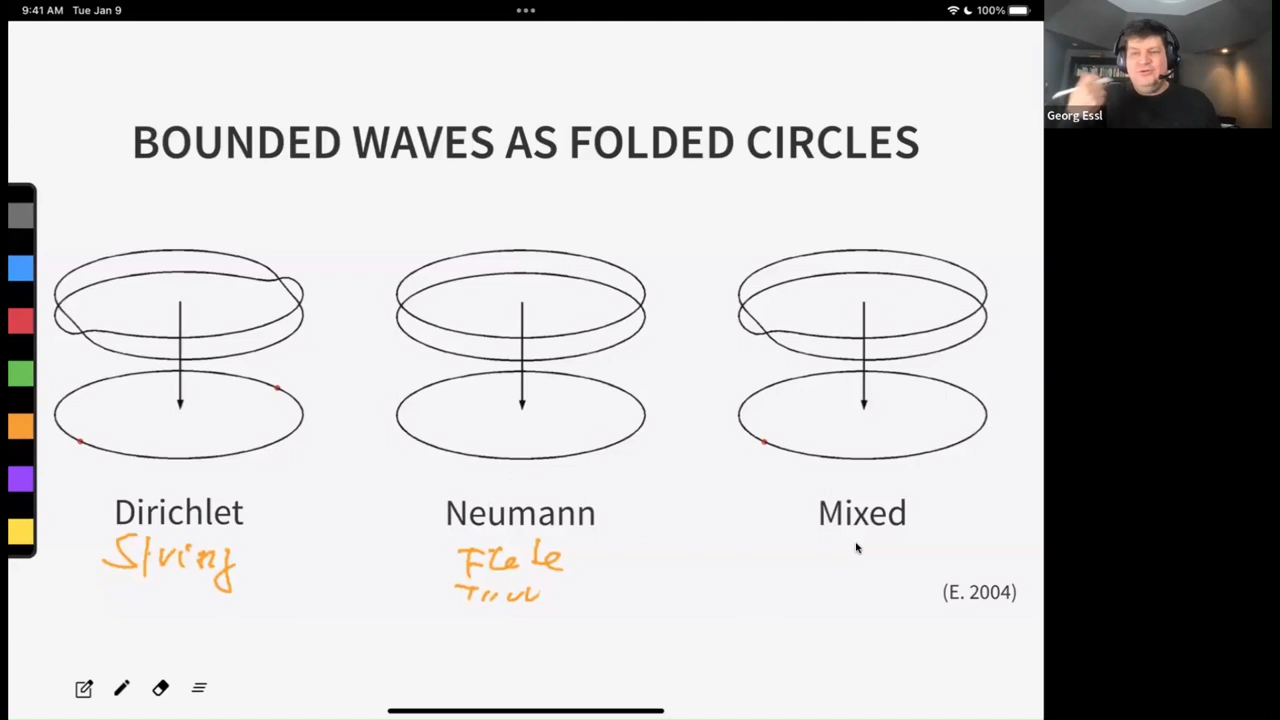 9:41 AM Tue Jan 9
100%
Georg Essl
BOUNDED WAVES AS FOLDED CIRCLES
Dirichlet
Neumann
Mixed
String
(E. 2004)